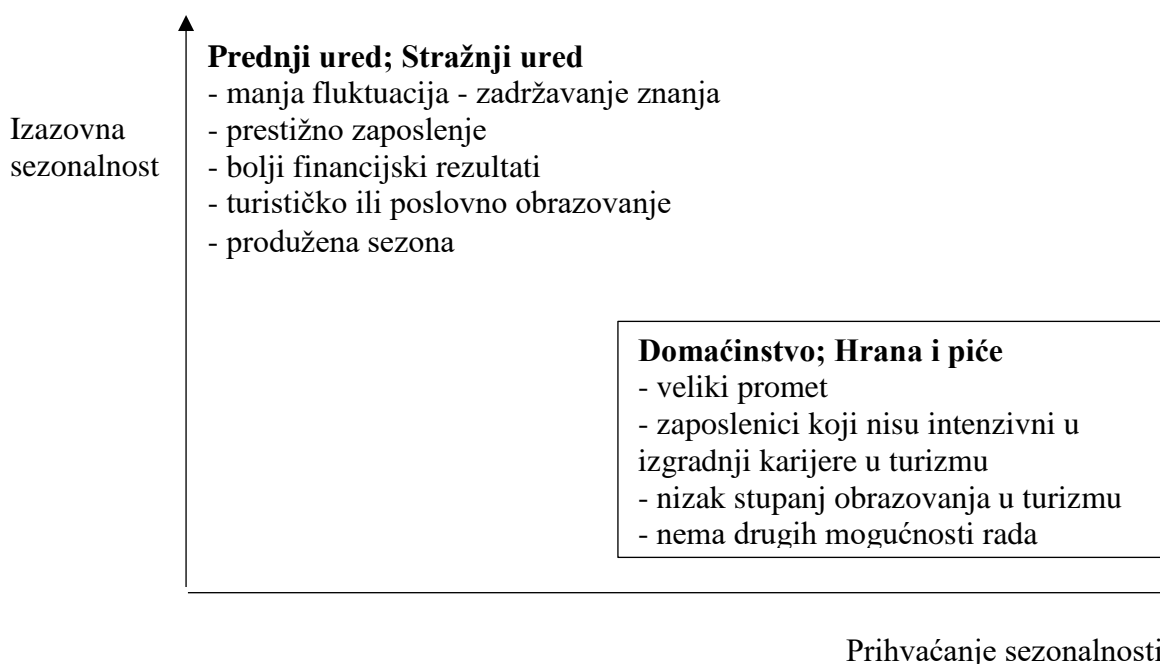 Prednji ured; Stražnji ured
- manja fluktuacija - zadržavanje znanja
- prestižno zaposlenje
- bolji financijski rezultati
- turističko ili poslovno obrazovanje
- produžena sezona
Izazovna
sezonalnost
Domaćinstvo; Hrana i piće
- veliki promet
- zaposlenici koji nisu intenzivni u
izgradnji karijere u turizmu
- nizak stupanj obrazovanja u turizmu
- nema drugih mogućnosti rada
Prihvaćanje sezonalnosti